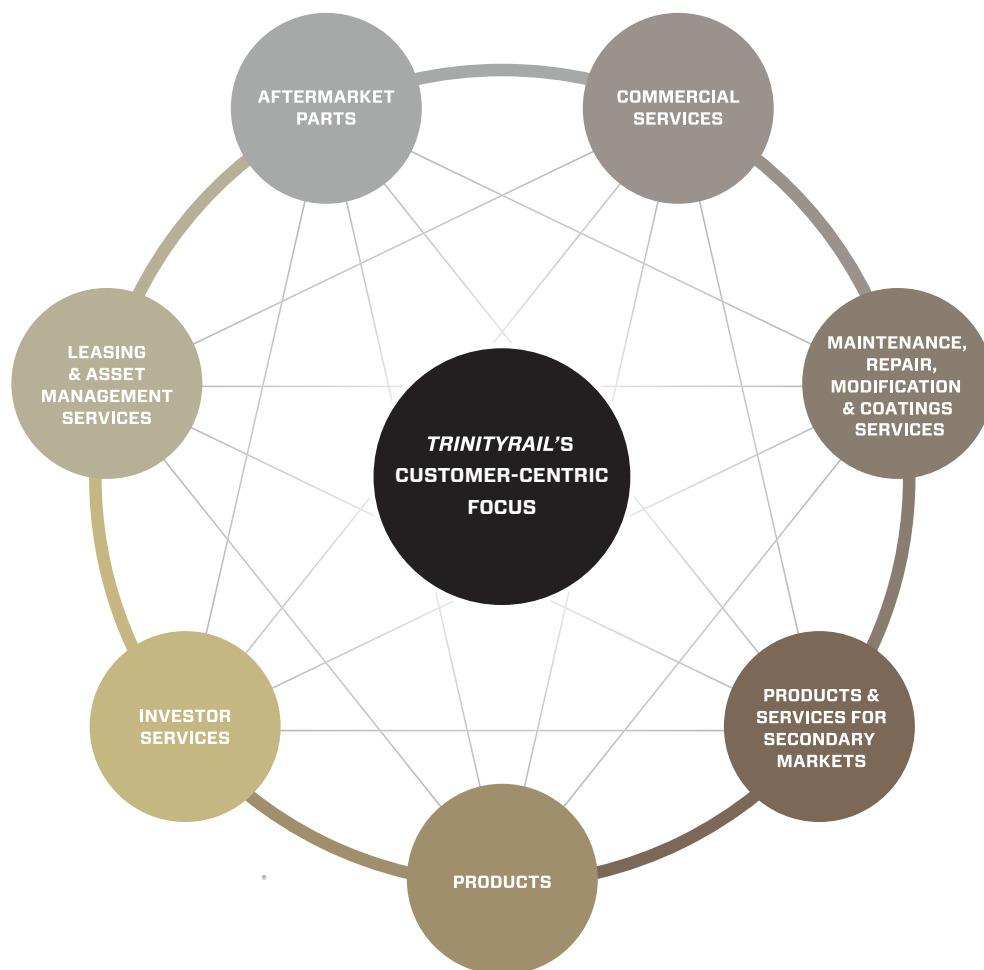 AFTERMARKET
PARTS
COMMERCIAL
SERVICES
LEASING
& ASSET
MANAGEMENT
SERVICES
MAINTENANCE,
REPAIR,
MODIFICATION
& COATINGS
SERVICES
TRINITYRAIL'S
CUSTOMER-CENTRIC
FOCUS
INVESTOR
SERVICES
PRODUCTS &
SERVICES FOR
SECONDARY
MARKETS
PRODUCTS